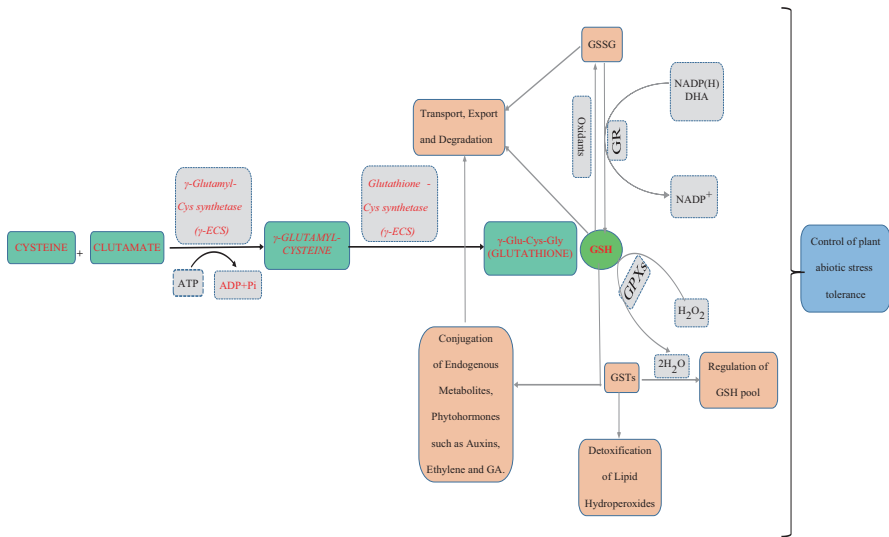 GSSG
NADP(H)
DHA
Transport, Export
and Degradation
Oxidants
GR
NADP+
γ-Glutamyl-
Cys synthetase
(γ-ECS)
Glutathione -
Cys synthetase
(γ-ECS)
CYSTEINE
+
CLUTAMATE
γ-GLUTAMYL-
CYSTEINE
γ-Glu-Cys-Gly
(GLUTATHIONE)
GSH
Control of plant
abiotic stress
tolerance
ATP
ADP+Pi
GPXs
H2O2
2H2O
Conjugation
of Endogenous
Metabolites,
Phytohormones
such as Auxins,
Ethylene and GA.
GSTs
Regulation of
GSH pool
Detoxification
of Lipid
Hydroperoxides